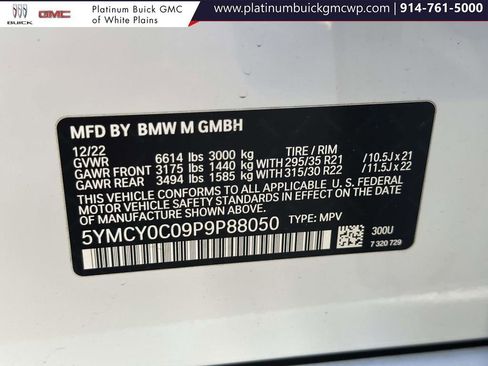 BUICK GMC Platinum Buick GMC of White Plains www.platinumbuickgmcwp.com | 914-761-5000
MFD BY BMW M GMBH
12/22 TIRE / RIM
GVWR 6614 lbs 3000 kg
GAWR FRONT 3175 lbs 1440 kg WITH 295/35 R21 /10.5J x 21
GAWR REAR 3494 lbs 1585 kg WITH 315/30 R22 /11.5J x 22
THIS VEHICLE CONFORMS TO ALL APPLICABLE U. S. FEDERAL
MOTOR VEHICLE SAFETY, BUMPER, AND THEFT PREVENTION
STANDARDS IN EFFECT ON THE DATE OF MANUFACTURE
SHOWN ABOVE.
5YMCY0C09P9P88050 TYPE: MPV
300U
7 320 729